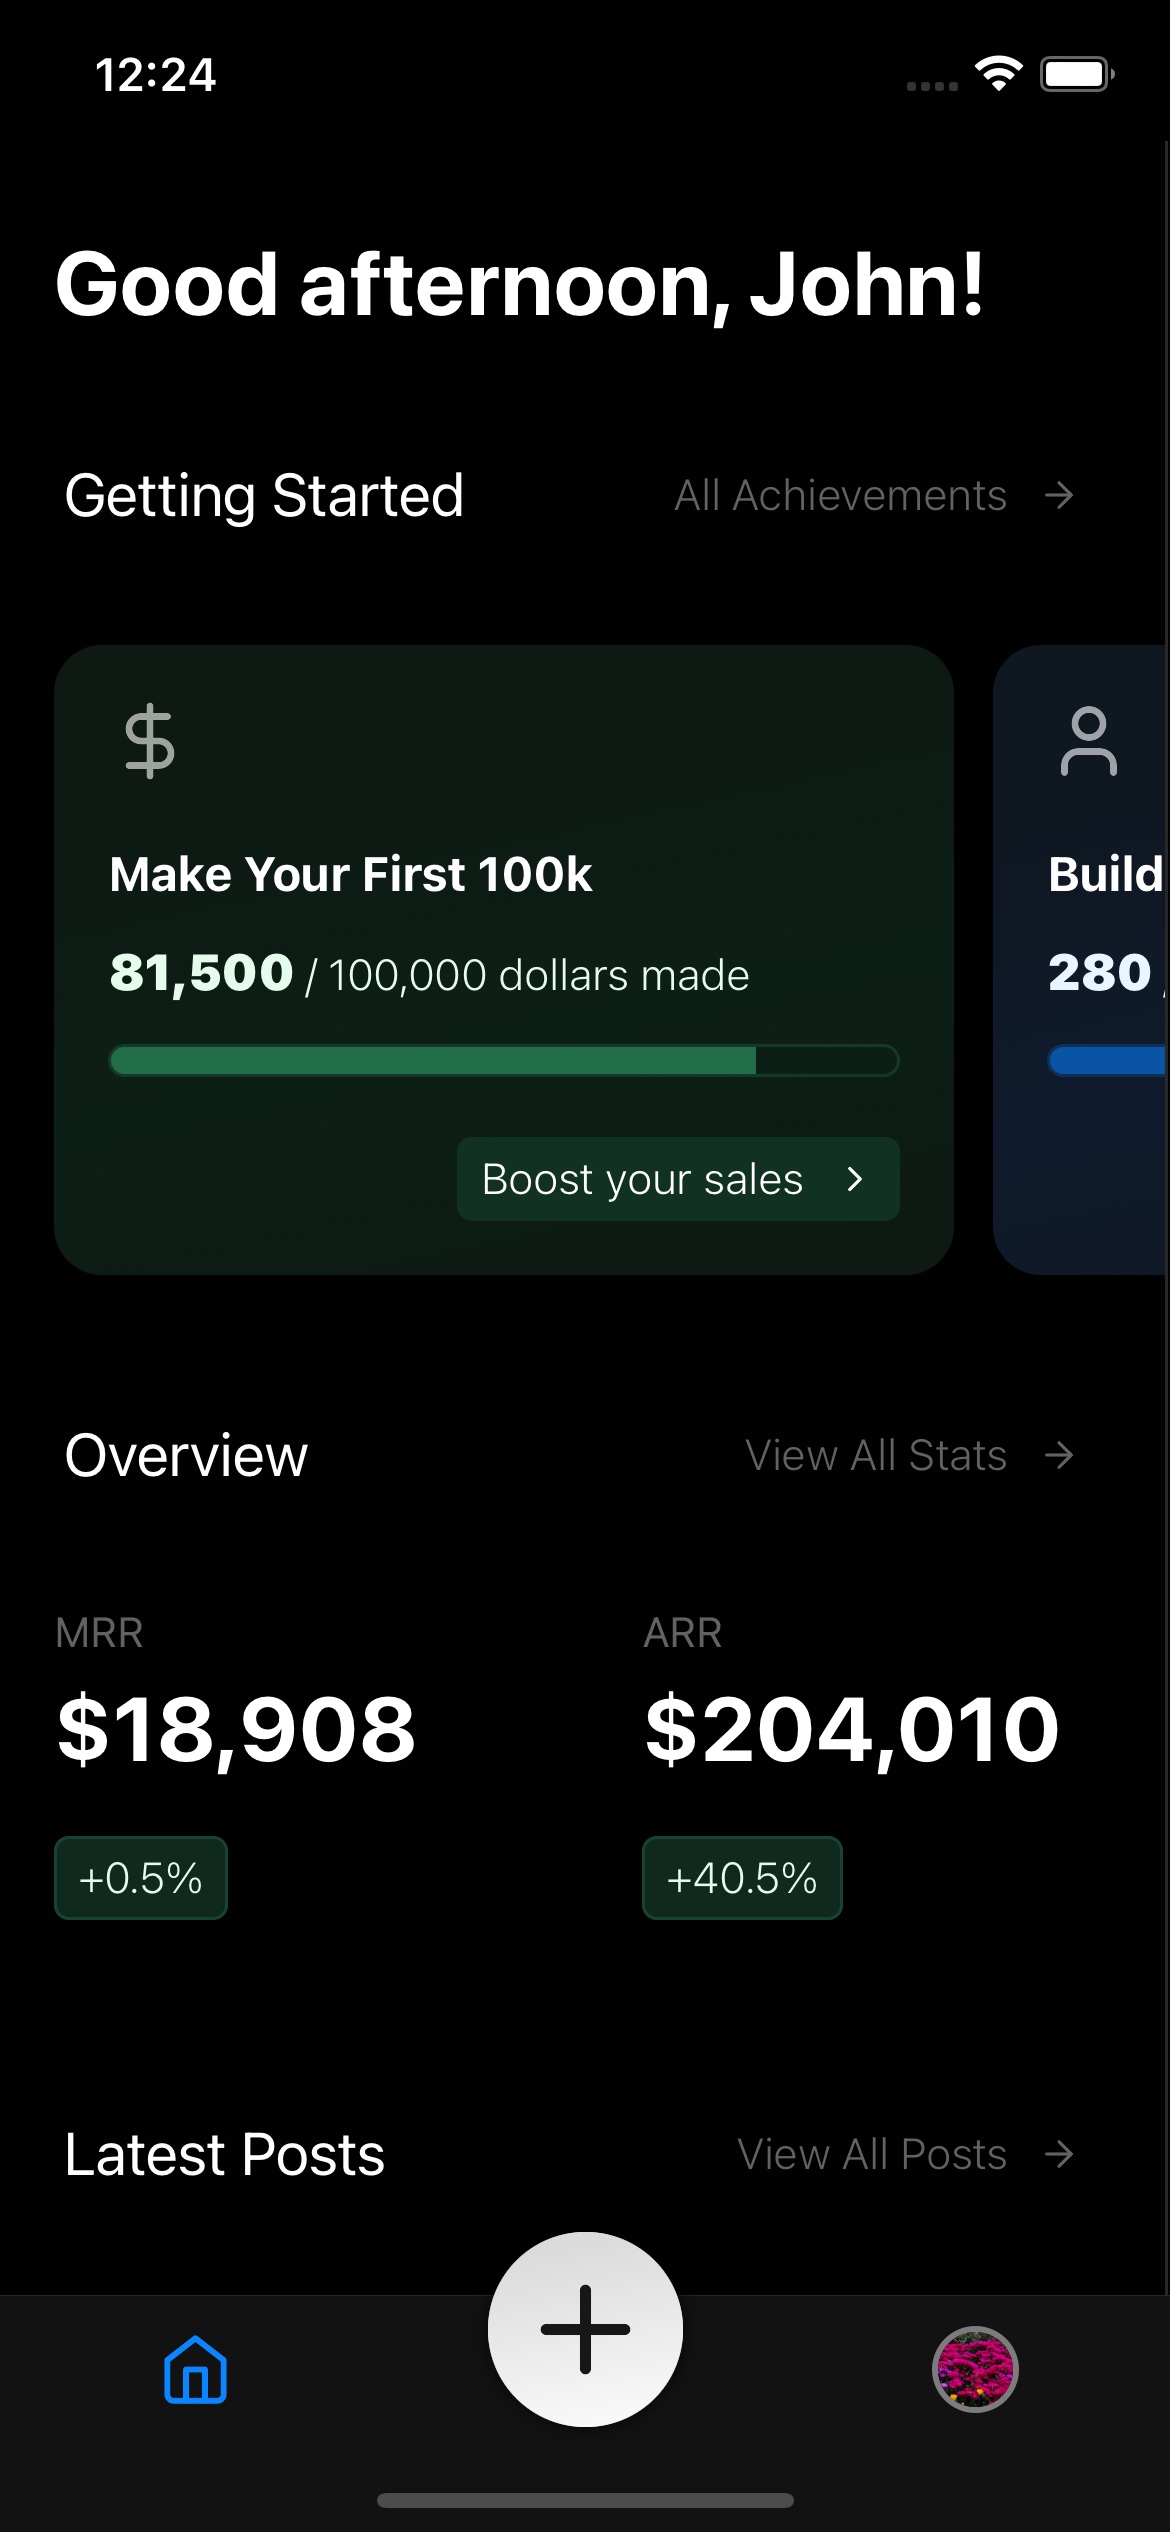 12:24
Good afternoon, John!
Getting Started
All Achievements
Make Your First 100k
81,500 / 100,000 dollars made
Boost your sales
Build
280
Overview
View All Stats
MRR
ARR
$18,908
$204,010
+0.5%
+40.5%
Latest Posts
View All Posts